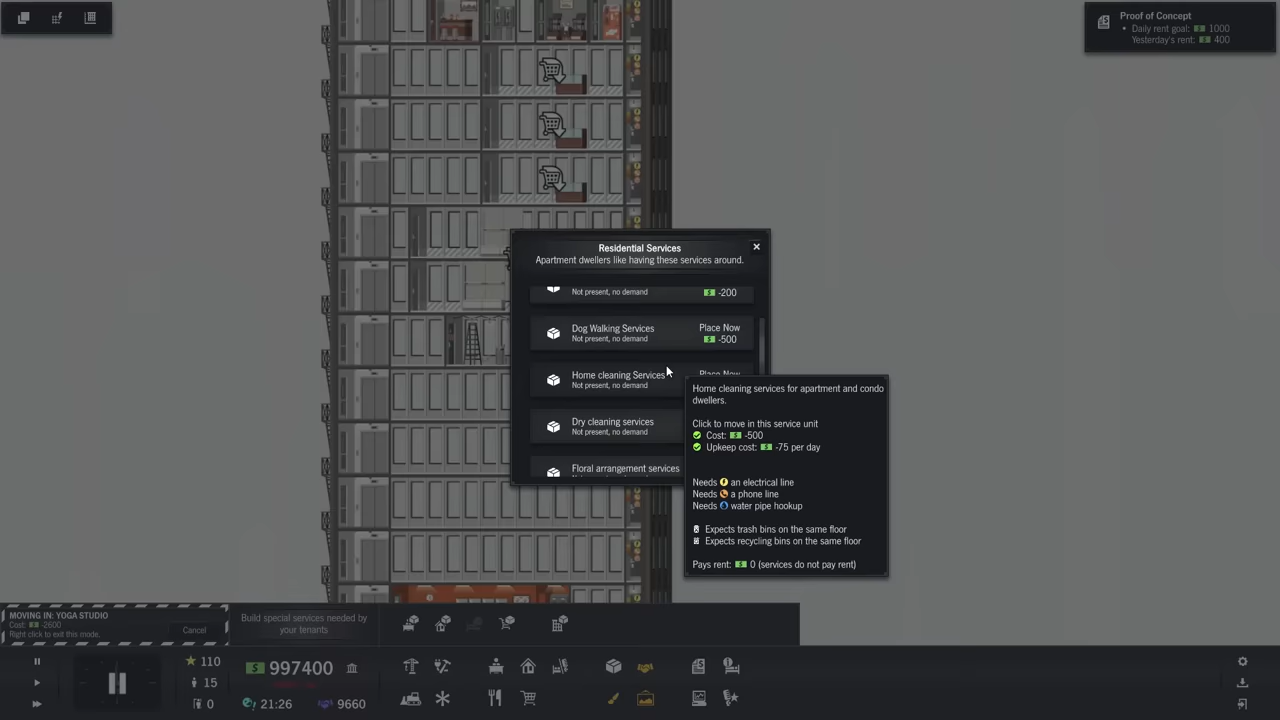 Proof of Concept
• Daily rent goal: 1000
Yesterday's rent: 400
Residential Services
Apartment dwellers like having these services around.
Not present, no demand
-200
Dog Walking Services
Place Now
Not present, no demand
-500
Home cleaning Services
Place Now
Not present, no demand
Dry cleaning services
Not present, no demand
Floral arrangement services
Home cleaning services for apartment and condo
dwellers.
Click to move in this service unit
Cost: -500
Upkeep cost: -75 per day
Needs an electrical line
Needs a phone line
Needs water pipe hookup
Expects trash bins on the same floor
Expects recycling bins on the same floor
Pays rent: 0 (services do not pay rent)
MOVING IN: YOGA STUDIO
Cost: -2600
Right click to exit this mode.
Cancel
Build special services needed by
your tenants
110
15
0
997400
21:26
9660